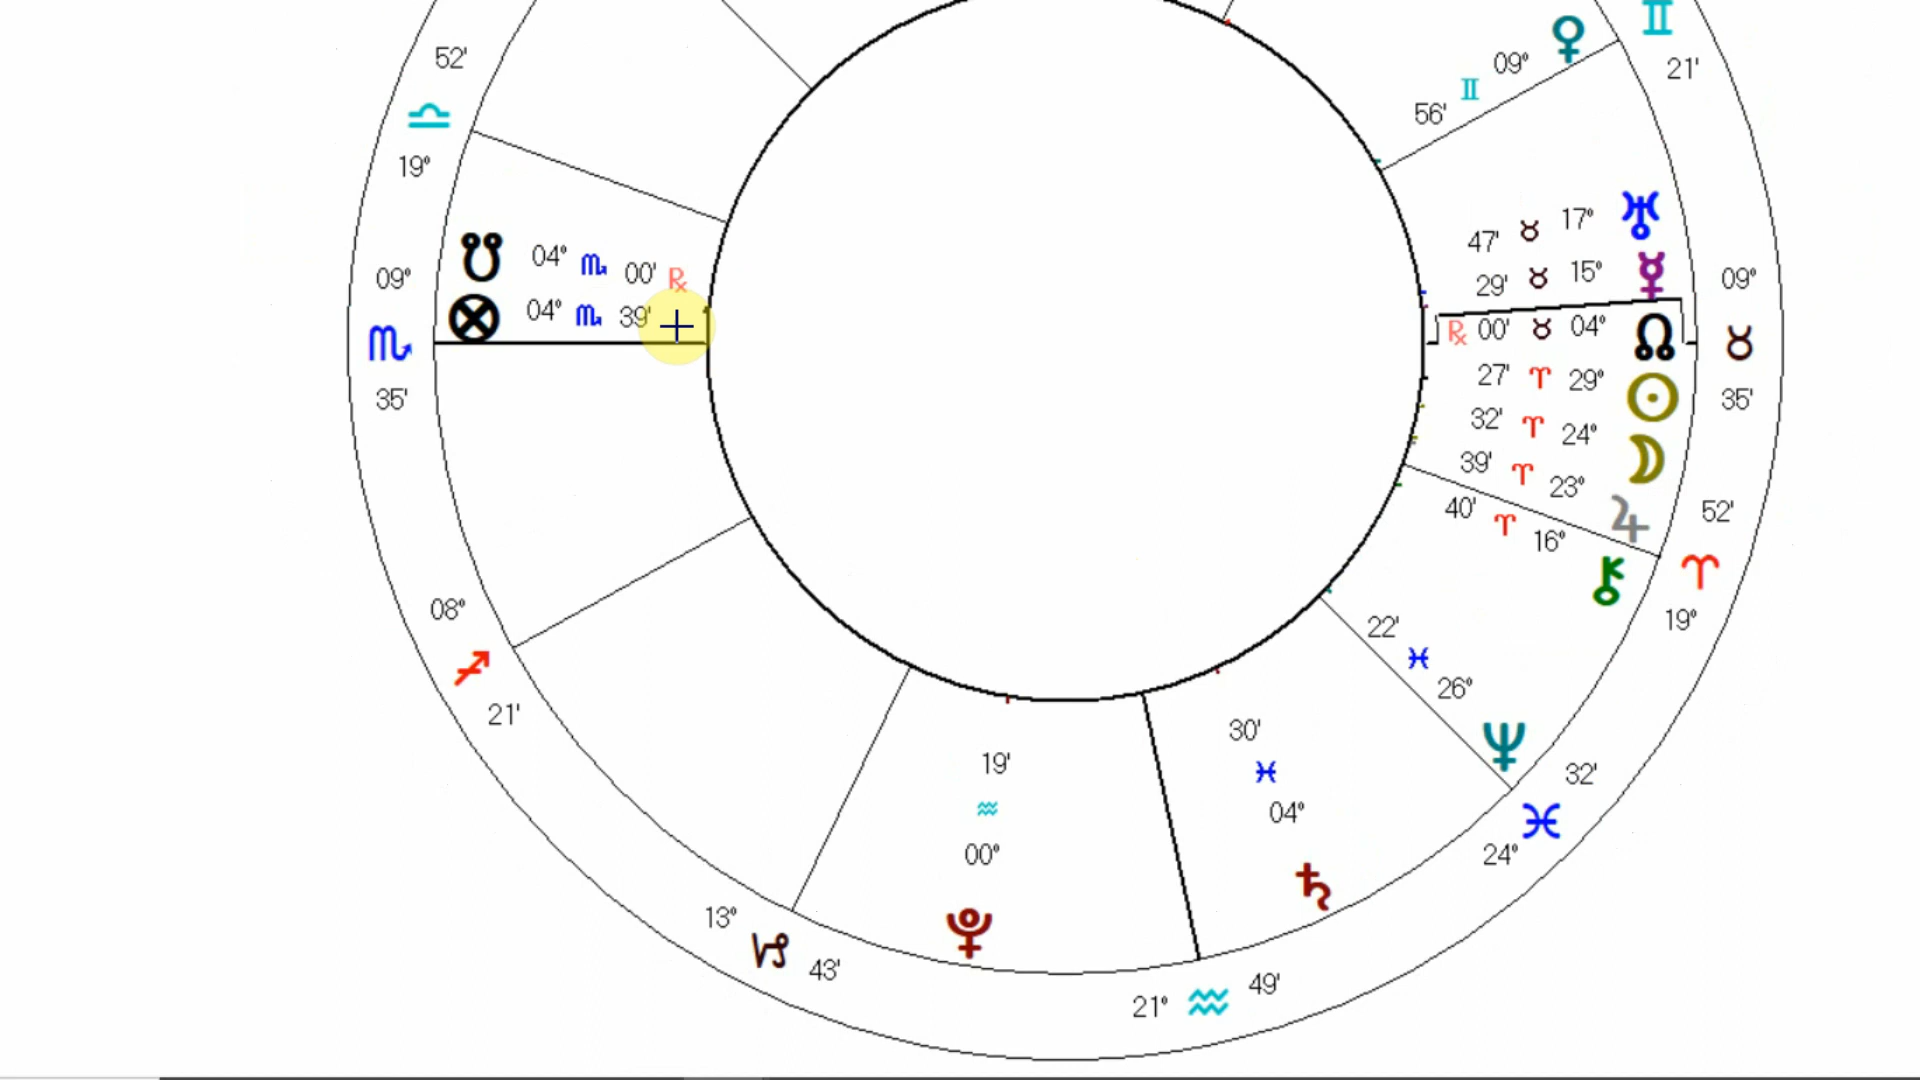 52'
♎
19°
09°
♏
35'
☋ 04° ♏ 00' ℞
⊗ 04° ♏ 39'
08°
♐
21'
13° ♑ 43'
19'
♒
00°
♇
21° ♒ 49'
30'
♓
04°
♄
22'
♓
26°
♆
32'
♓
24°
40' ♈ 16° ⚷
52'
♈
19°
39' ♈ 23° ♃
32' ♈ 24° ☽
27' ♈ 29° ☉
℞ 00' ♉ 04° ☊
29' ♉ 15° ☿
47' ♉ 17° ♅
09°
♉
35'
56' ♊ 09° ♀
♊
21'